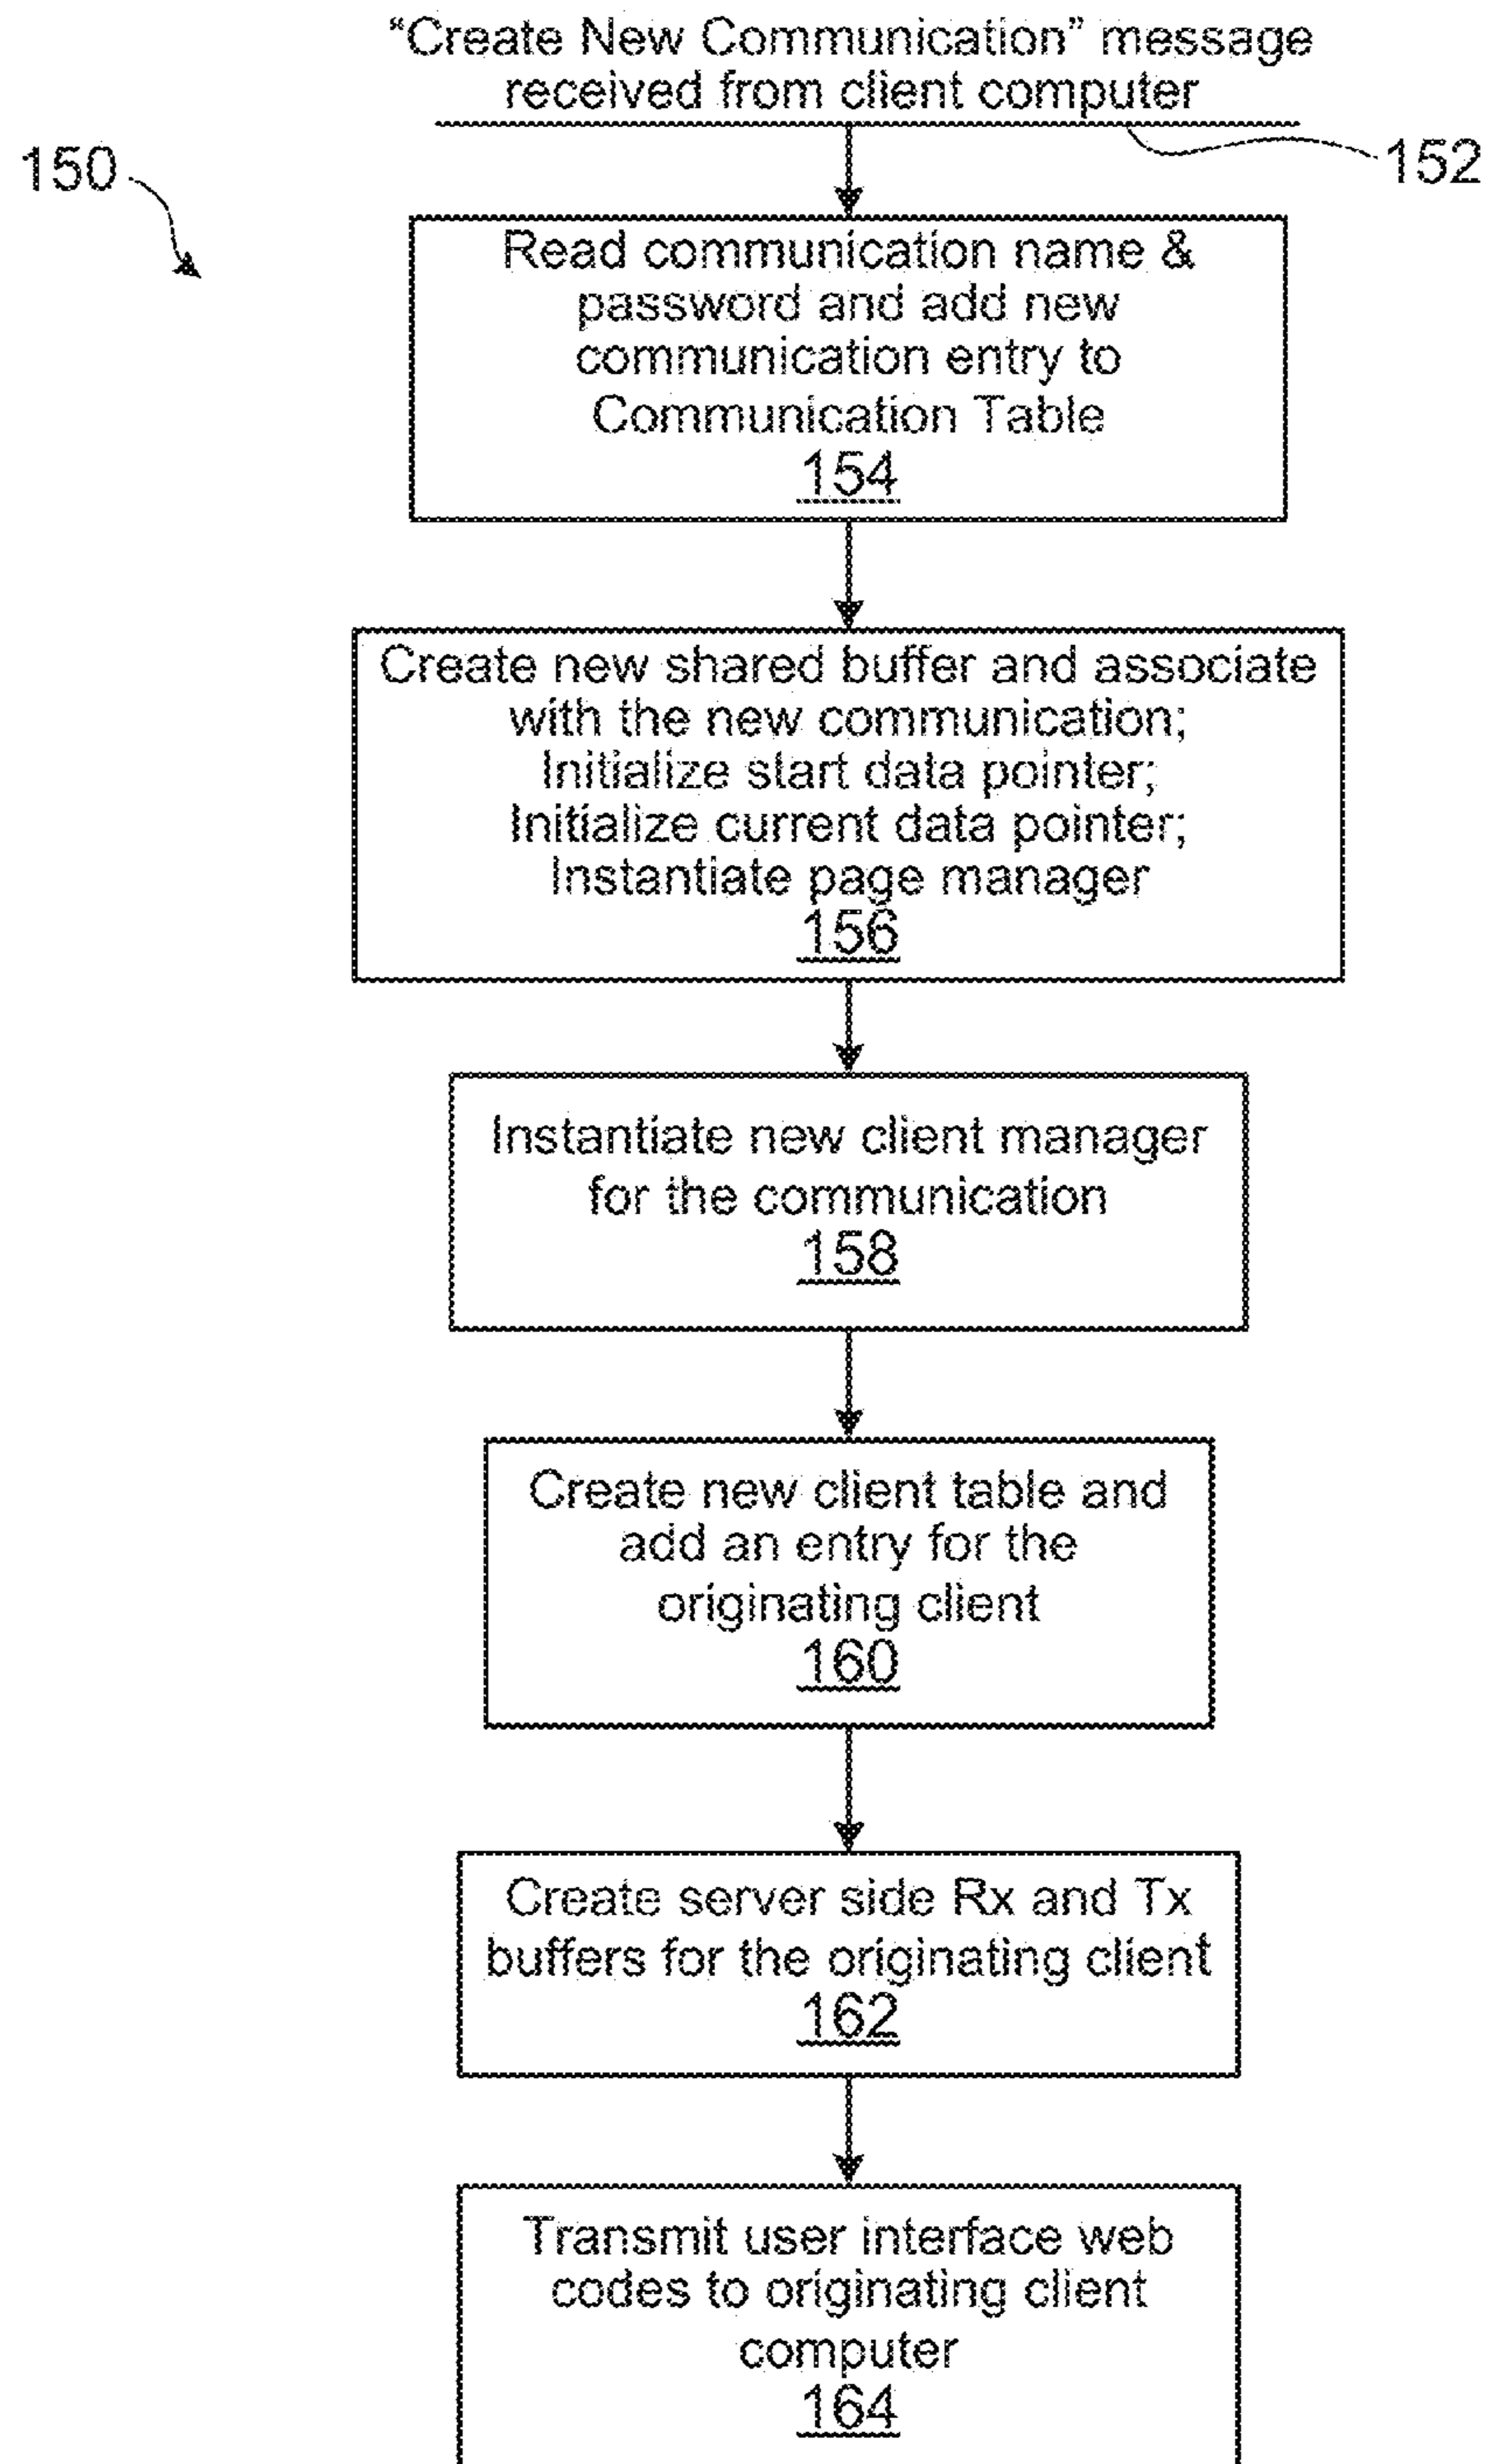 “Create New Communication” message
received from client computer
150
152
Read communication name &
password and add new
communication entry to
Communication Table
154
Create new shared buffer and associate
with the new communication;
Initialize start data pointer;
Initialize current data pointer;
Instantiate page manager
156
Instantiate new client manager
for the communication
158
Create new client table and
add an entry for the
originating client
160
Create server side Rx and Tx
buffers for the originating client
162
Transmit user interface web
codes to originating client
computer
164